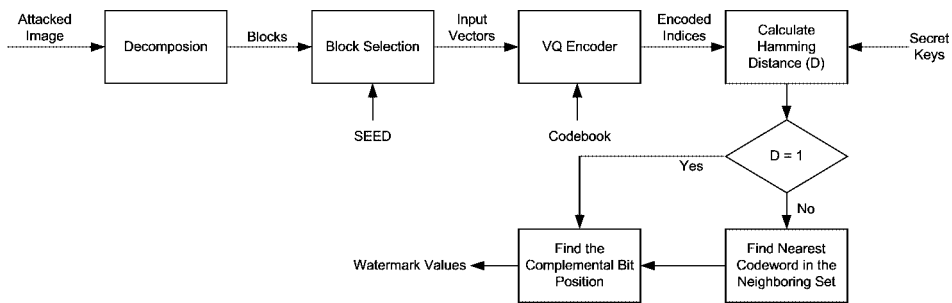 Attacked
Image
Decomposion
Blocks
Block Selection
Input
Vectors
VQ Encoder
Encoded
Indices
Calculate
Hamming
Distance (D)
Secret
Keys
SEED
Codebook
Yes
D = 1
No
Watermark Values
Find the
Complemental Bit
Position
Find Nearest
Codeword in the
Neighboring Set